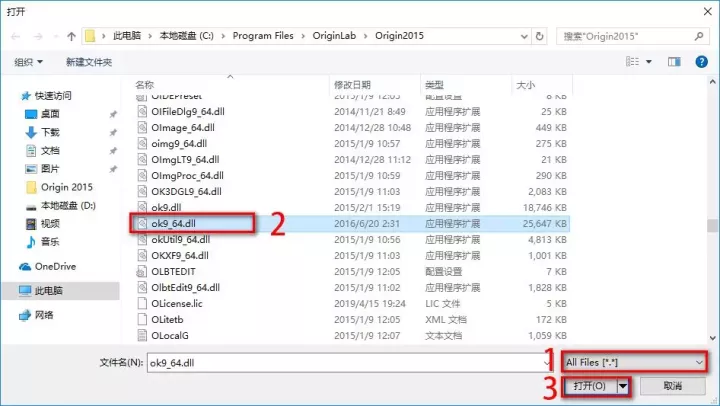 打开
此电脑 › 本地磁盘 (C:) › Program Files › OriginLab › Origin2015
搜索"Origin2015"
组织 新建文件夹
名称 修改日期 类型 大小
OIDEPreset 2015/1/9 12:05 配置设置 8 KB
OIFileDlg9_64.dll 2014/11/21 8:49 应用程序扩展 25 KB
OImage_64.dll 2014/12/28 10:48 应用程序扩展 449 KB
oimg9_64.dll 2015/1/9 10:57 应用程序扩展 275 KB
OImgLT9_64.dll 2014/12/28 11:12 应用程序扩展 21 KB
OImgProc_64.dll 2015/1/9 10:59 应用程序扩展 290 KB
OK3DGL9_64.dll 2015/1/9 11:03 应用程序扩展 2,083 KB
ok9.dll 2015/2/1 15:19 应用程序扩展 18,746 KB
ok9_64.dll 2016/6/20 2:31 应用程序扩展 25,647 KB
2
okUtil9_64.dll 2015/1/9 10:56 应用程序扩展 4,813 KB
OKXF9_64.dll 2015/1/9 11:03 应用程序扩展 1,001 KB
OLBTEDIT 2015/1/9 12:05 配置设置 7 KB
OlbtEdit9_64.dll 2015/1/9 11:02 应用程序扩展 1,828 KB
OLicense.lic 2019/4/15 19:24 LIC 文件 5 KB
OLitetb 2015/1/9 12:05 XML 文档 172 KB
OLocalG 2015/1/9 12:07 文本文档 1,059 KB
快速访问
桌面
下载
文档
图片
Origin 2015
本地磁盘 (D:)
视频
音乐
OneDrive
此电脑
网络
文件名(N): ok9_64.dll
1
All Files [*.*]
3
打开(O)
取消